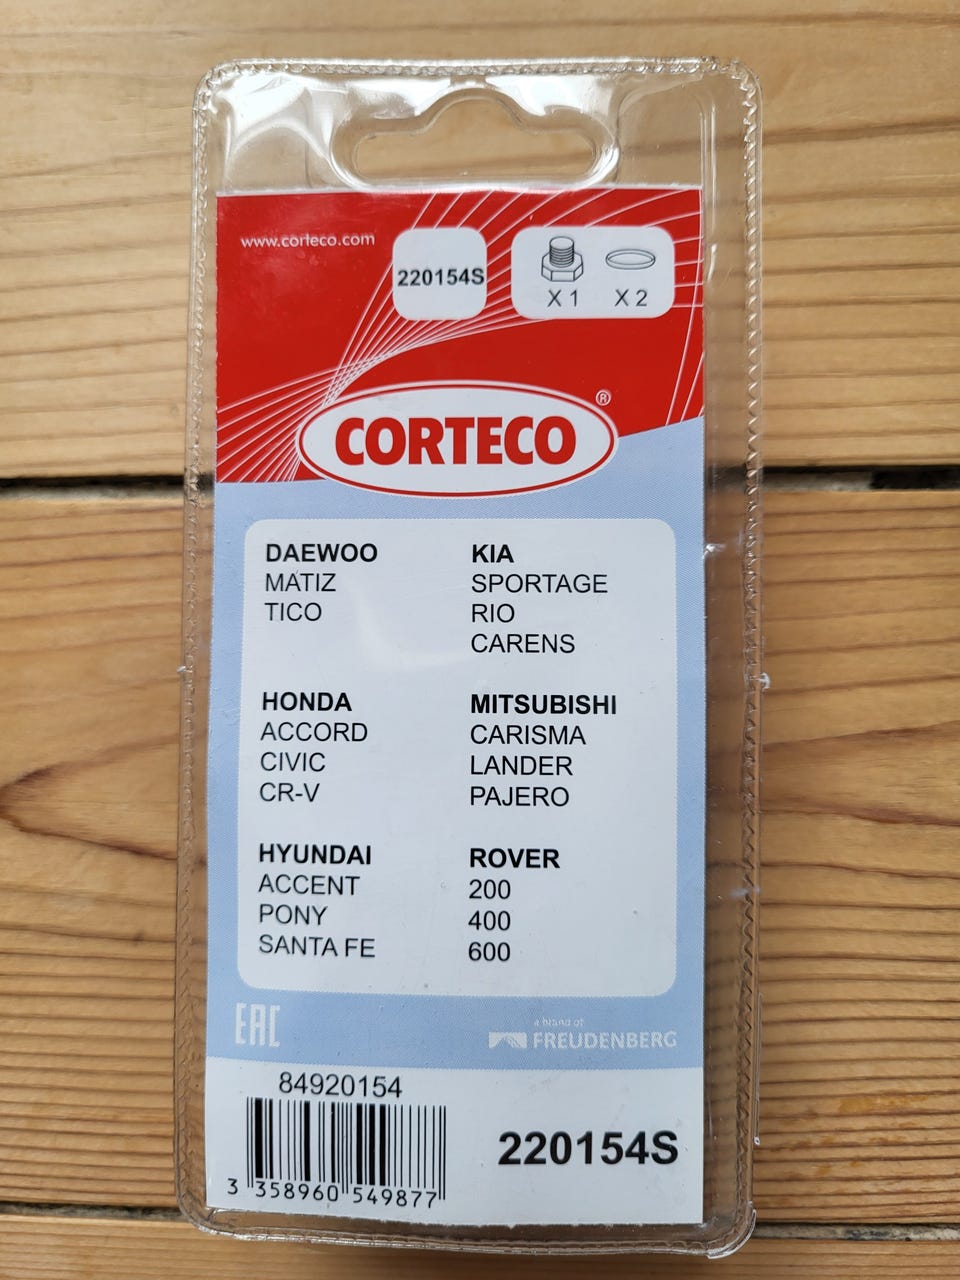 www.corteco.com
220154S
X 1 X 2
CORTECO®
DAEWOO
MATIZ
TICO
KIA
SPORTAGE
RIO
CARENS
HONDA
ACCORD
CIVIC
CR-V
MITSUBISHI
CARISMA
LANDER
PAJERO
HYUNDAI
ACCENT
PONY
SANTA FE
ROVER
200
400
600
EAC
a brand of
FREUDENBERG
84920154
3 358960 549877
220154S